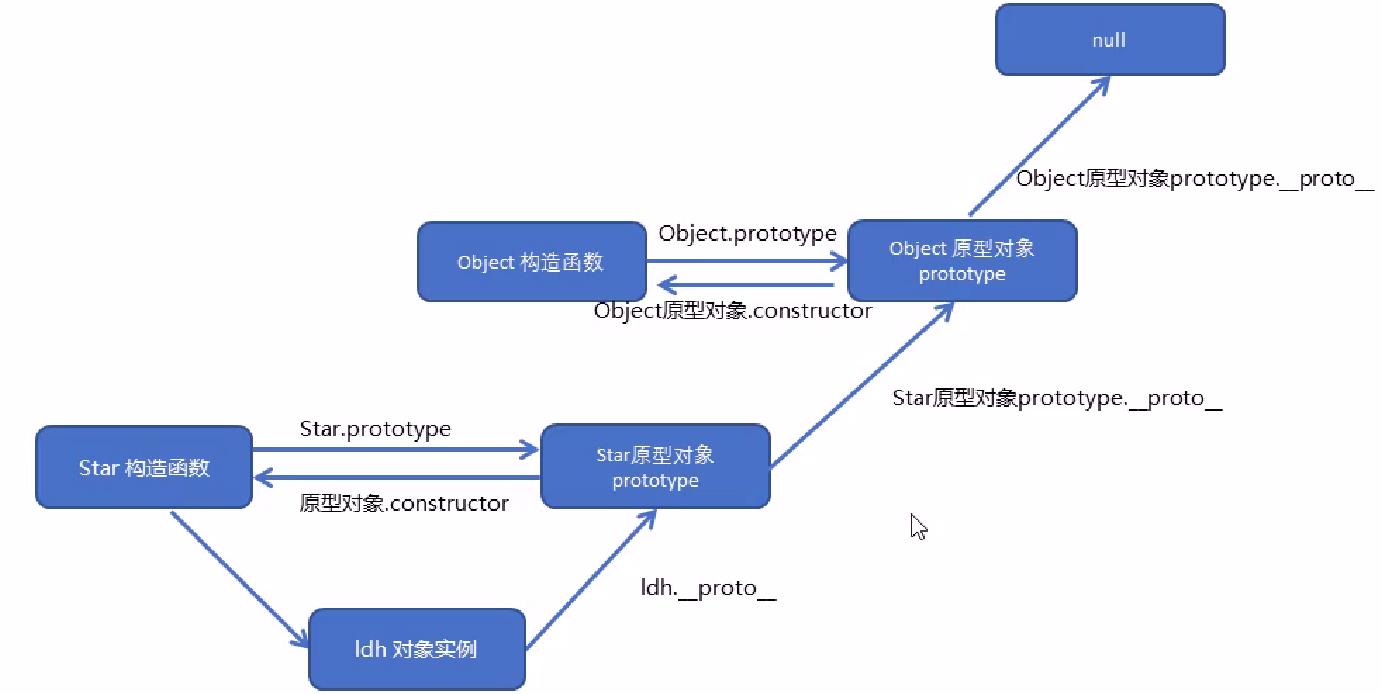 null
Object原型对象prototype.__proto__
Object.prototype
Object 构造函数
Object 原型对象
prototype
Object原型对象.constructor
Star原型对象prototype.__proto__
Star.prototype
Star 构造函数
Star原型对象
prototype
原型对象.constructor
ldh.__proto__
ldh 对象实例